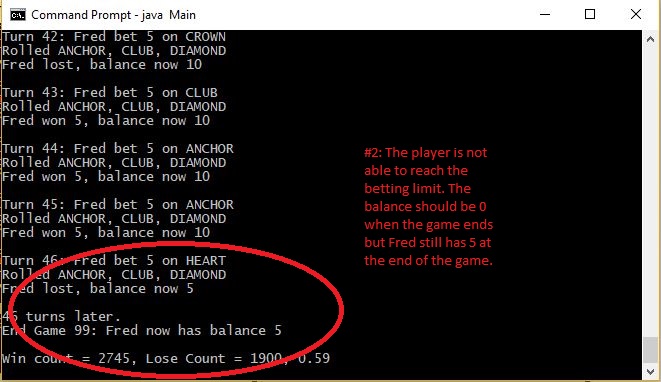 Command Prompt - java Main
Turn 42: Fred bet 5 on CROWN
Rolled ANCHOR, CLUB, DIAMOND
Fred lost, balance now 10
Turn 43: Fred bet 5 on CLUB
Rolled ANCHOR, CLUB, DIAMOND
Fred won 5, balance now 10
Turn 44: Fred bet 5 on ANCHOR
Rolled ANCHOR, CLUB, DIAMOND
Fred won 5, balance now 10
Turn 45: Fred bet 5 on ANCHOR
Rolled ANCHOR, CLUB, DIAMOND
Fred won 5, balance now 10
Turn 46: Fred bet 5 on HEART
Rolled ANCHOR, CLUB, DIAMOND
Fred lost, balance now 5
46 turns later.
End Game 99: Fred now has balance 5
Win count = 2745, Lose Count = 1900, 0.59
#2: The player is not
able to reach the
betting limit. The
balance should be 0
when the game ends
but Fred still has 5 at
the end of the game.